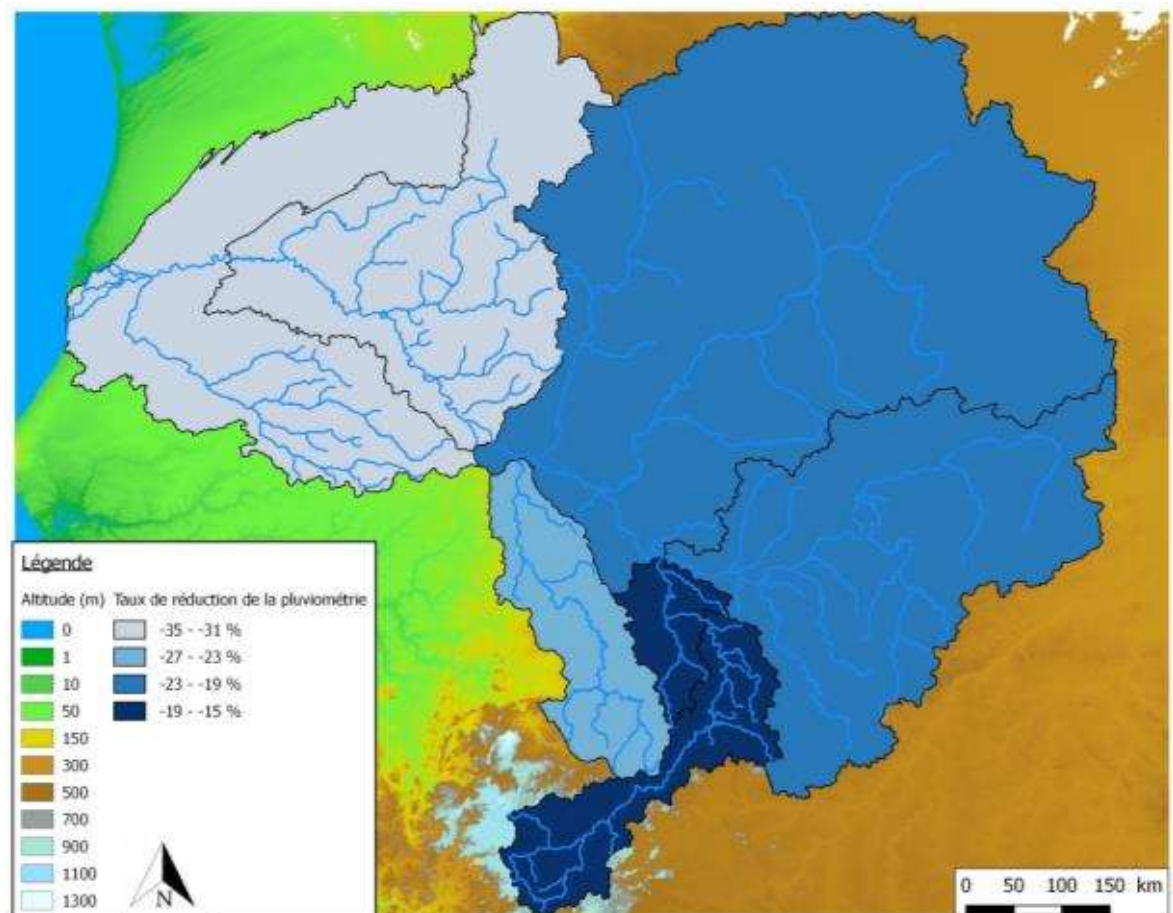 Légende
Altitude (m) Taux de réduction de la pluviométrie
0 -35 - -31 %
1 -27 - -23 %
10 -23 - -19 %
50 -19 - -15 %
150
300
500
700
900
1100
1300
N
0 50 100 150 km